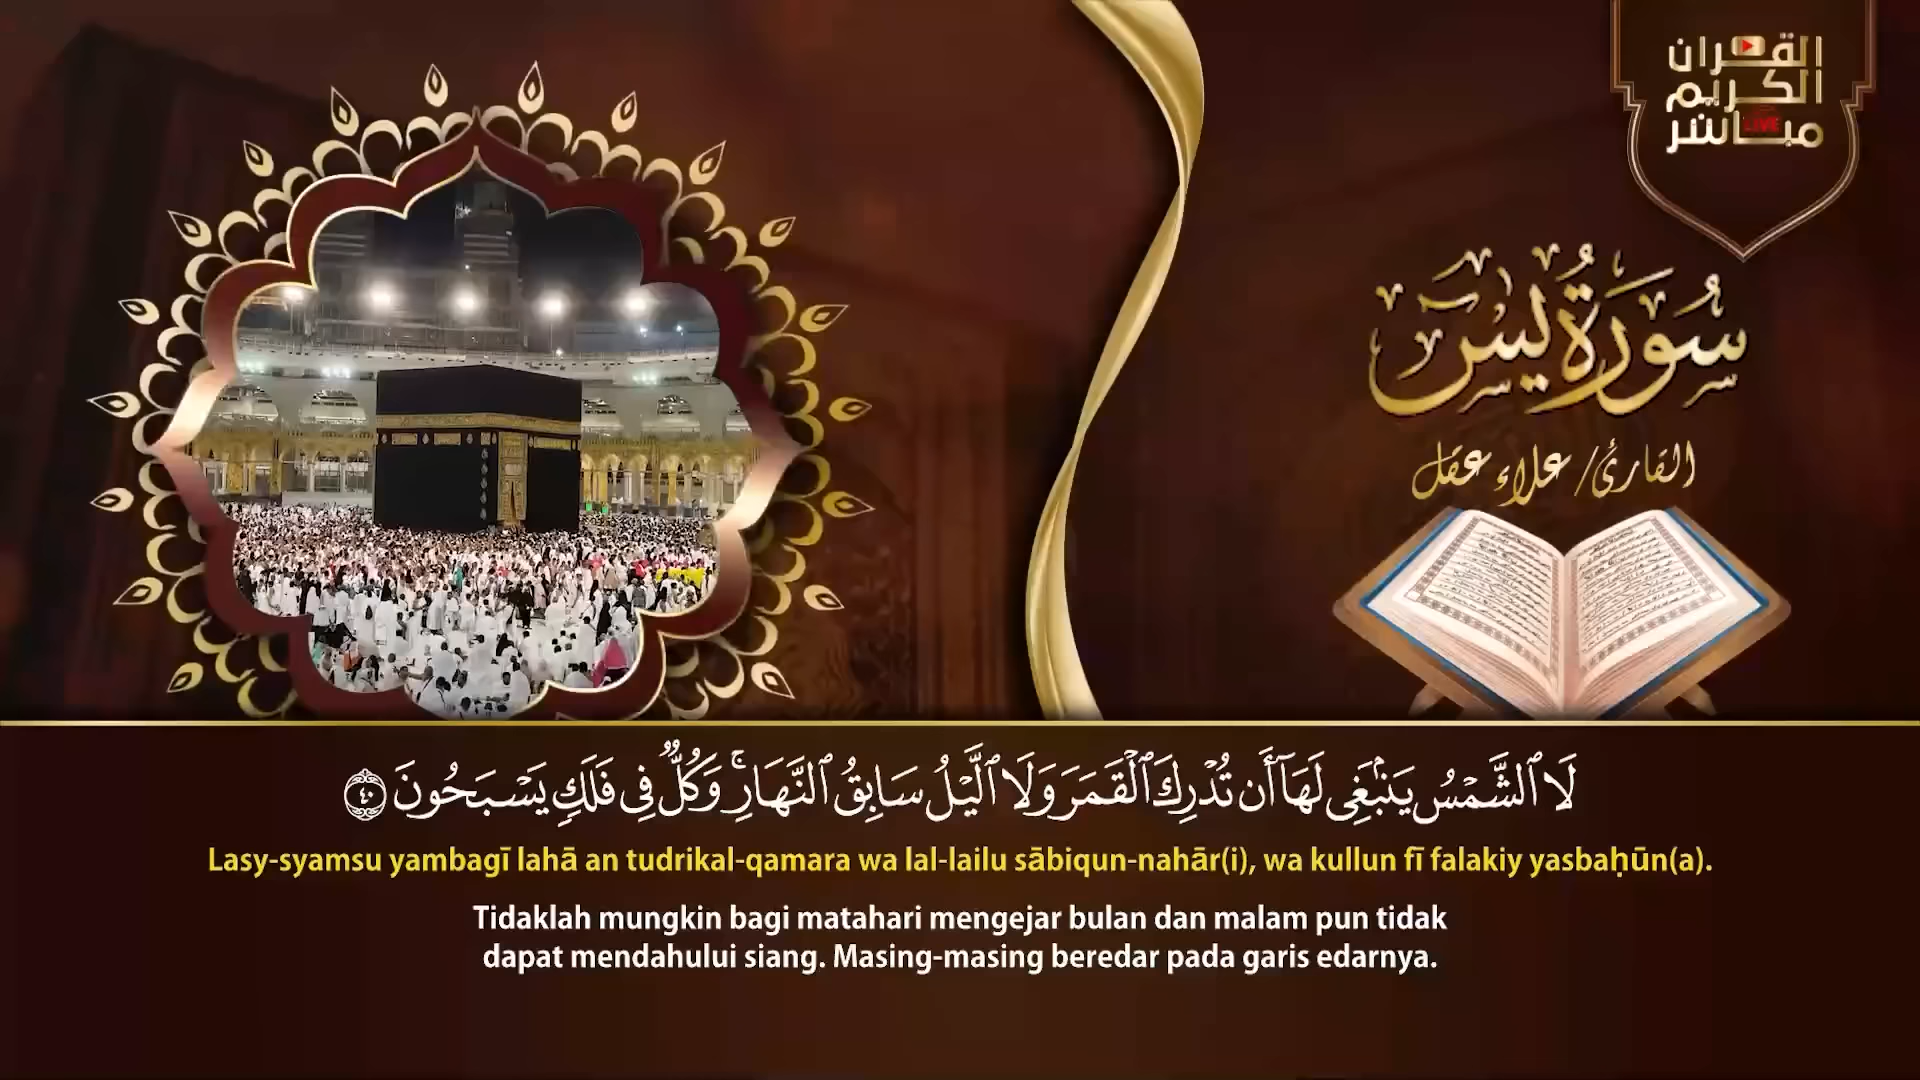 القرآن
الكريم
مباشر
LIVE
سُورَةُ يس
القارئ/ علاء عقل
لَا ٱلشَّمْسُ يَنۢبَغِى لَهَآ أَن تُدْرِكَ ٱلْقَمَرَ وَلَا ٱلَّيْلُ سَابِقُ ٱلنَّهَارِ ۚ وَكُلٌّ فِى فَلَكٍ يَسْبَحُونَ ٤٠
Lasy-syamsu yambagī lahā an tudrikal-qamara wa lal-lailu sābiqun-nahār(i), wa kullun fī falakiy yasbaḥūn(a).
Tidaklah mungkin bagi matahari mengejar bulan dan malam pun tidak
dapat mendahului siang. Masing-masing beredar pada garis edarnya.